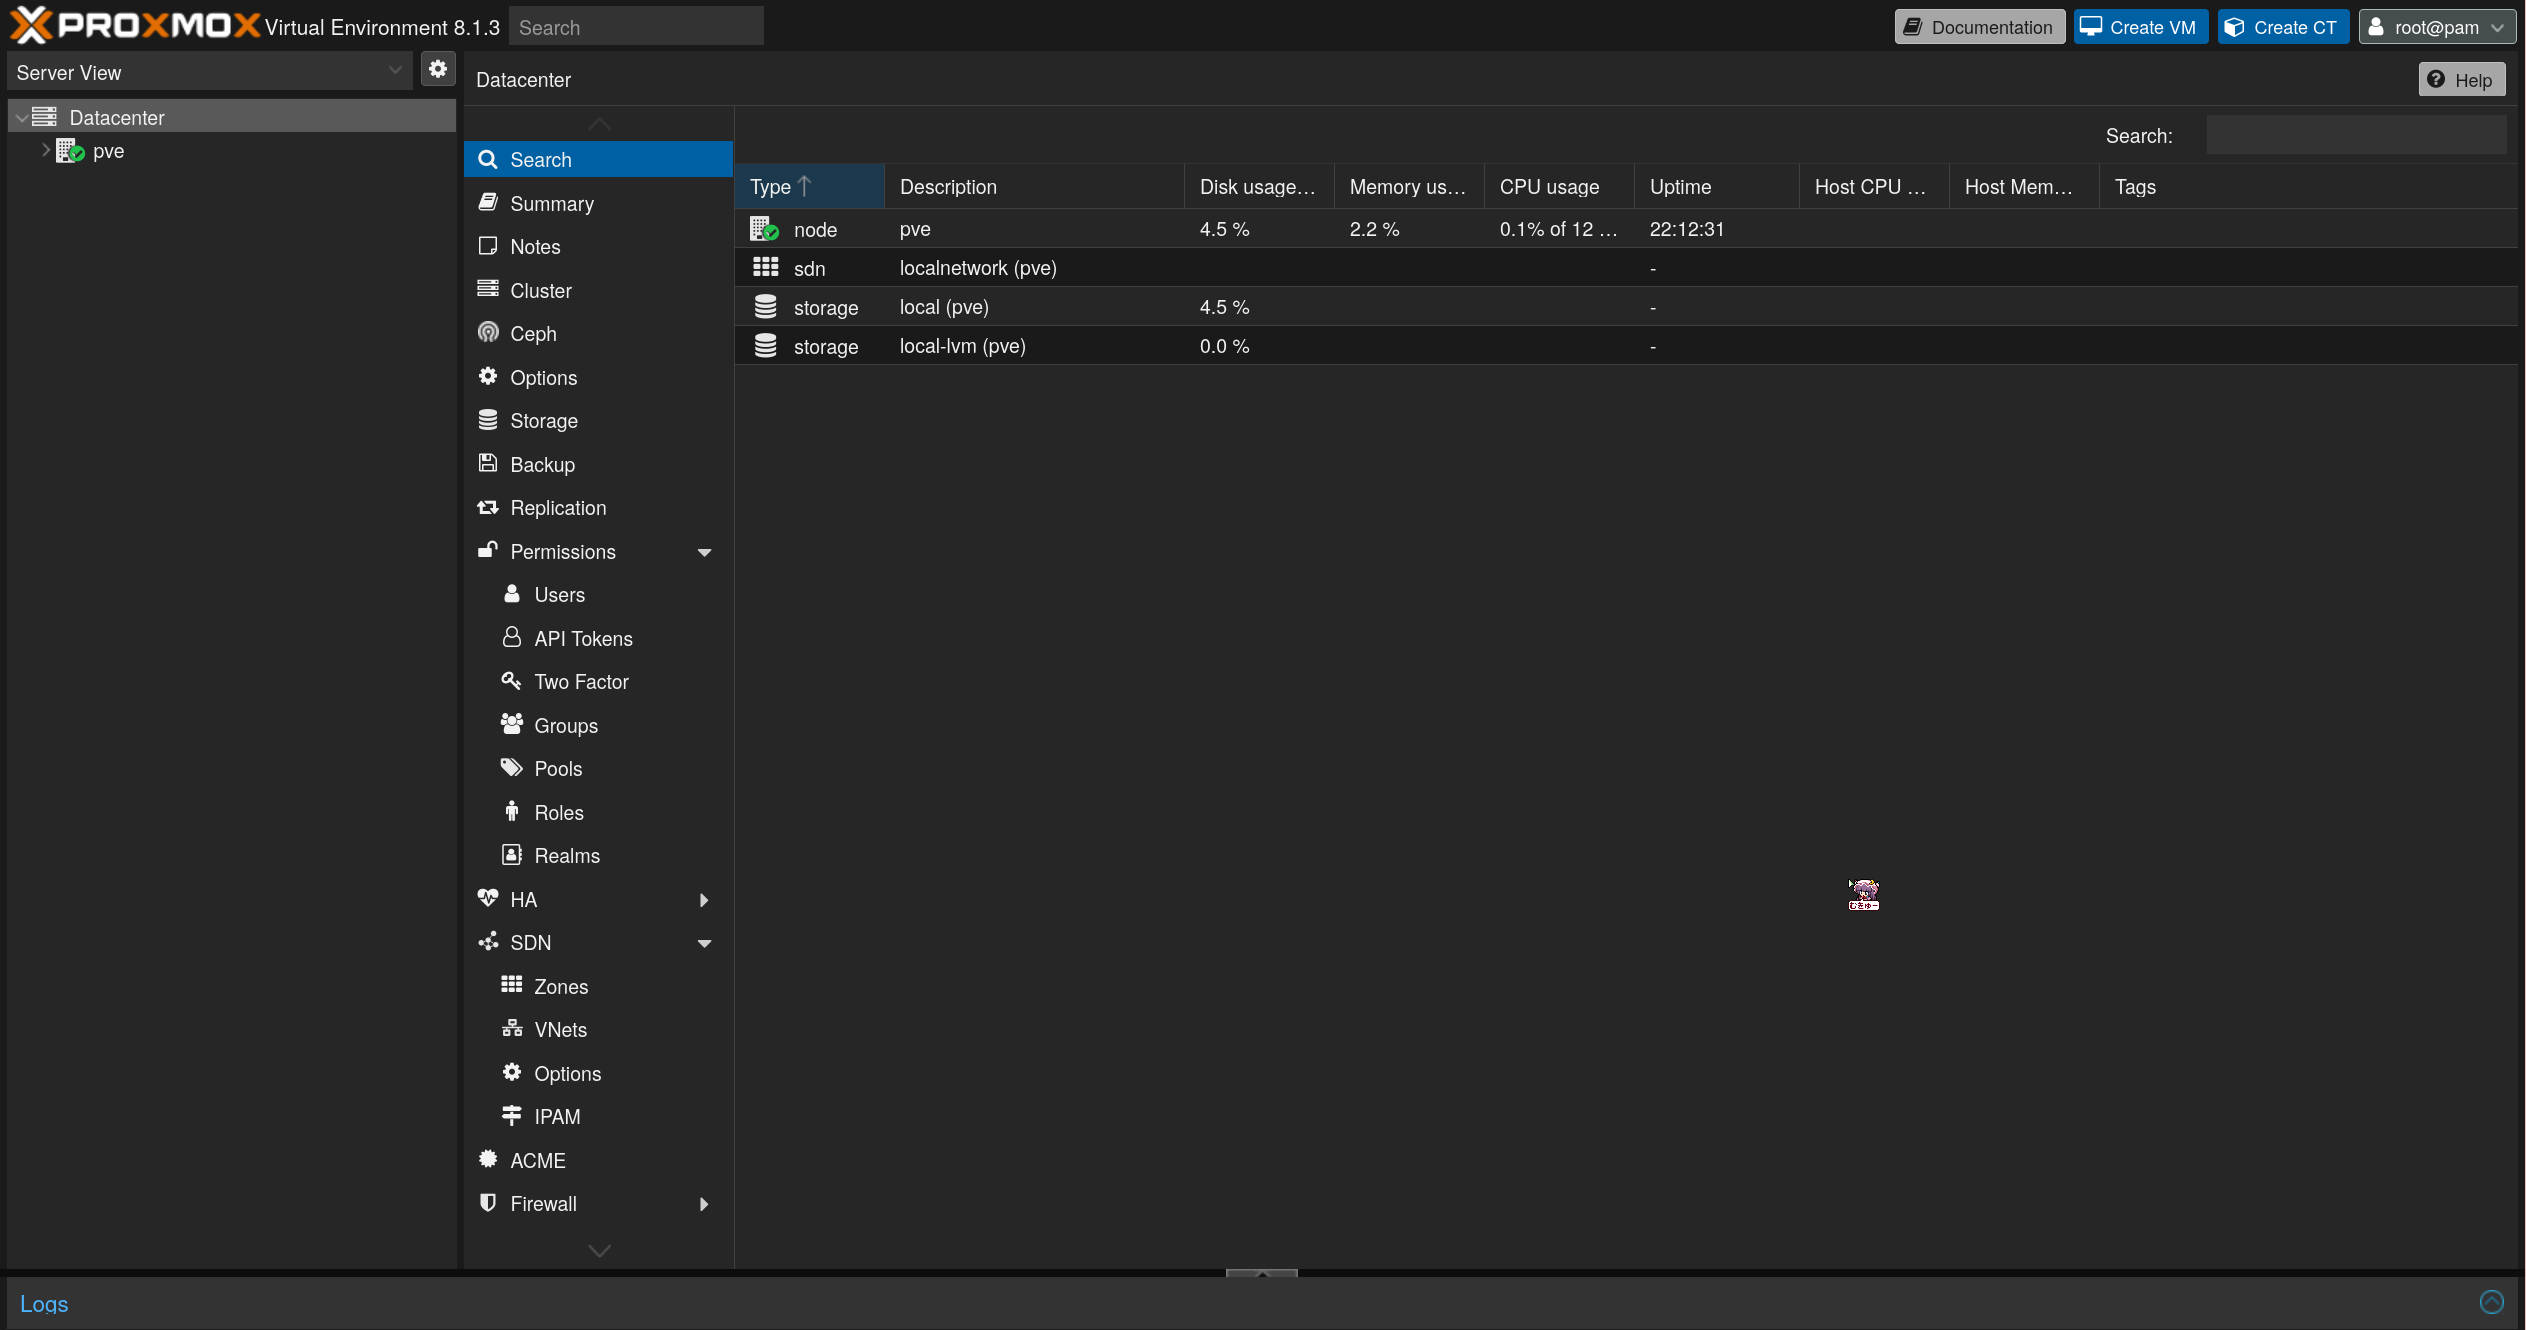 PROXMOX Virtual Environment 8.1.3 Search Documentation Create VM Create CT root@pam
Server View
Datacenter
Help
Datacenter
pve
Search:
Search
Summary
Notes
Cluster
Ceph
Options
Storage
Backup
Replication
Permissions
Users
API Tokens
Two Factor
Groups
Pools
Roles
Realms
HA
SDN
Zones
VNets
Options
IPAM
ACME
Firewall
Type Description Disk usage... Memory us... CPU usage Uptime Host CPU ... Host Mem... Tags
node pve 4.5 % 2.2 % 0.1% of 12 ... 22:12:31
sdn localnetwork (pve) -
storage local (pve) 4.5 % -
storage local-lvm (pve) 0.0 % -
むきゅー
Logs